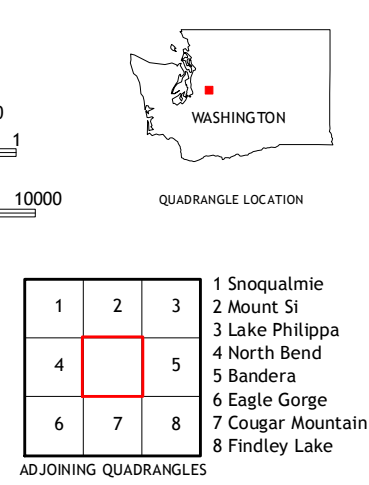 WASHINGTON
0
1
10000
QUADRANGLE LOCATION
1 2 3
4 5
6 7 8
1 Snoqualmie
2 Mount Si
3 Lake Philippa
4 North Bend
5 Bandera
6 Eagle Gorge
7 Cougar Mountain
8 Findley Lake
ADJOINING QUADRANGLES